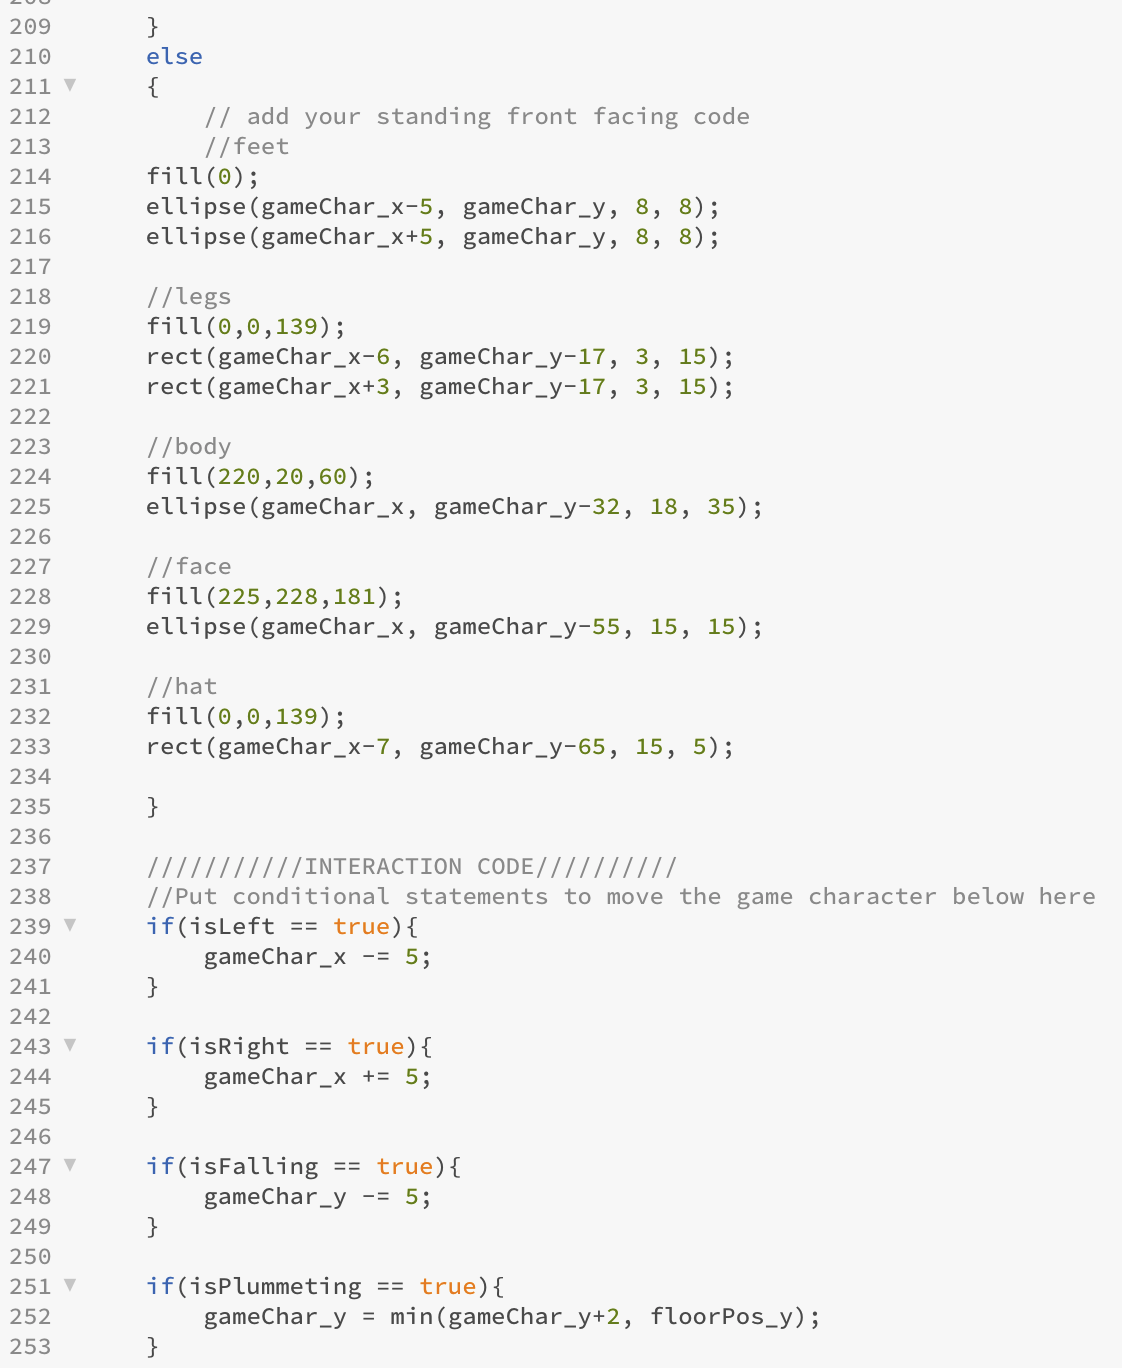 209 }
210 else
211 {
212 // add your standing front facing code
213 //feet
214 fill(0);
215 ellipse(gameChar_x-5, gameChar_y, 8, 8);
216 ellipse(gameChar_x+5, gameChar_y, 8, 8);
217
218 //legs
219 fill(0,0,139);
220 rect(gameChar_x-6, gameChar_y-17, 3, 15);
221 rect(gameChar_x+3, gameChar_y-17, 3, 15);
222
223 //body
224 fill(220,20,60);
225 ellipse(gameChar_x, gameChar_y-32, 18, 35);
226
227 //face
228 fill(225,228,181);
229 ellipse(gameChar_x, gameChar_y-55, 15, 15);
230
231 //hat
232 fill(0,0,139);
233 rect(gameChar_x-7, gameChar_y-65, 15, 5);
234
235 }
236
237 ///////////INTERACTION CODE//////////
238 //Put conditional statements to move the game character below here
239 if(isLeft == true){
240 gameChar_x -= 5;
241 }
242
243 if(isRight == true){
244 gameChar_x += 5;
245 }
246
247 if(isFalling == true){
248 gameChar_y -= 5;
249 }
250
251 if(isPlummeting == true){
252 gameChar_y = min(gameChar_y+2, floorPos_y);
253 }